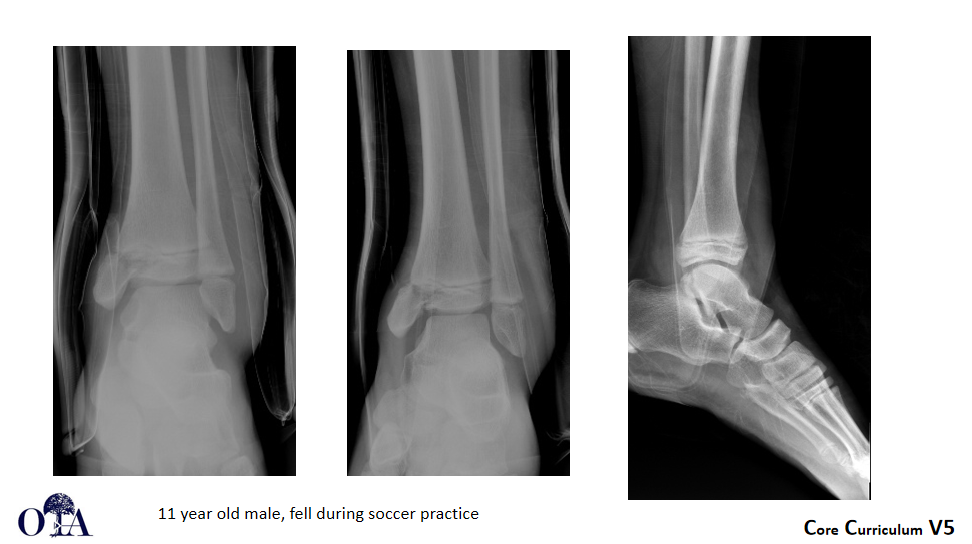 11 year old male, fell during soccer practice
OTA
Core Curriculum V5